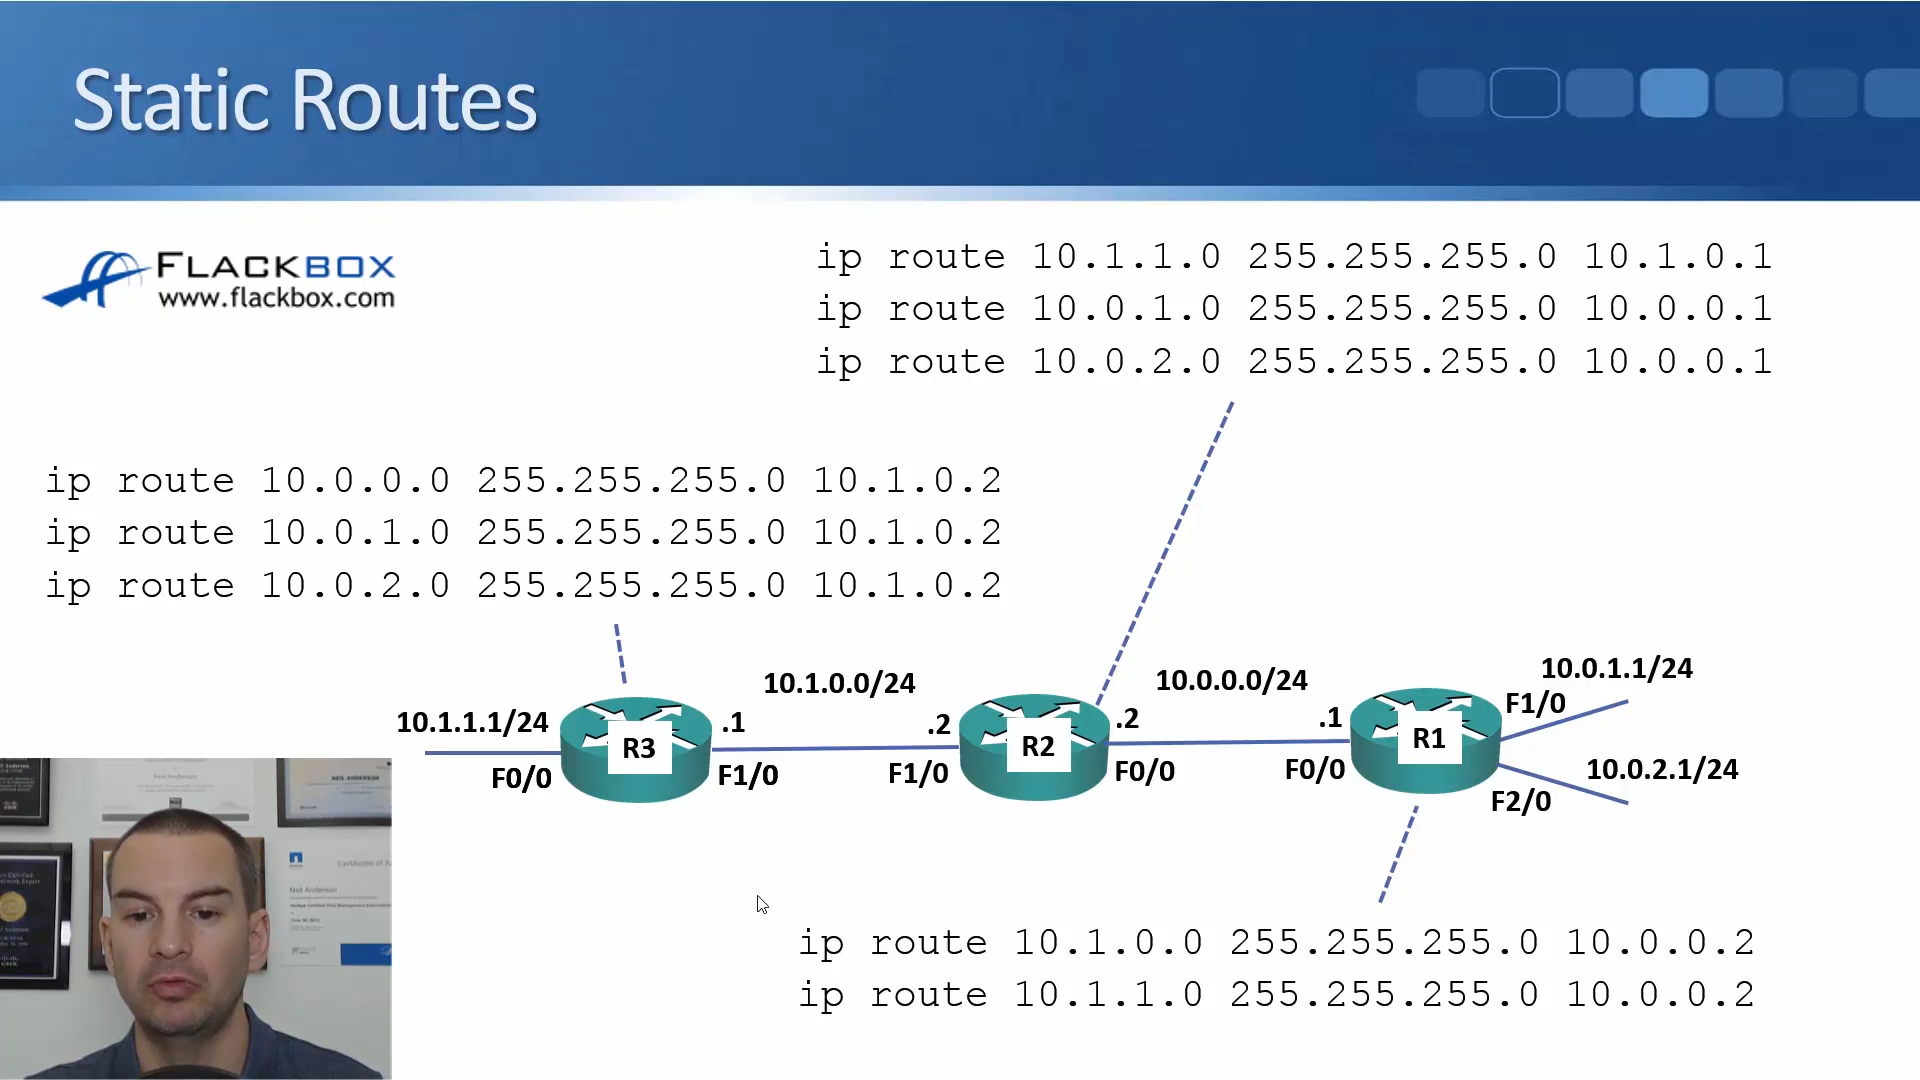 Static Routes
FLACKBOX
www.flackbox.com
ip route 10.1.1.0 255.255.255.0 10.1.0.1
ip route 10.0.1.0 255.255.255.0 10.0.0.1
ip route 10.0.2.0 255.255.255.0 10.0.0.1
ip route 10.0.0.0 255.255.255.0 10.1.0.2
ip route 10.0.1.0 255.255.255.0 10.1.0.2
ip route 10.0.2.0 255.255.255.0 10.1.0.2
10.1.1.1/24
F0/0
R3
.1
F1/0
10.1.0.0/24
.2
F1/0
R2
.2
F0/0
10.0.0.0/24
.1
F0/0
R1
10.0.1.1/24
F1/0
10.0.2.1/24
F2/0
ip route 10.1.0.0 255.255.255.0 10.0.0.2
ip route 10.1.1.0 255.255.255.0 10.0.0.2
Neil Anderson
NEIL ANDERSON
Neil Anderson